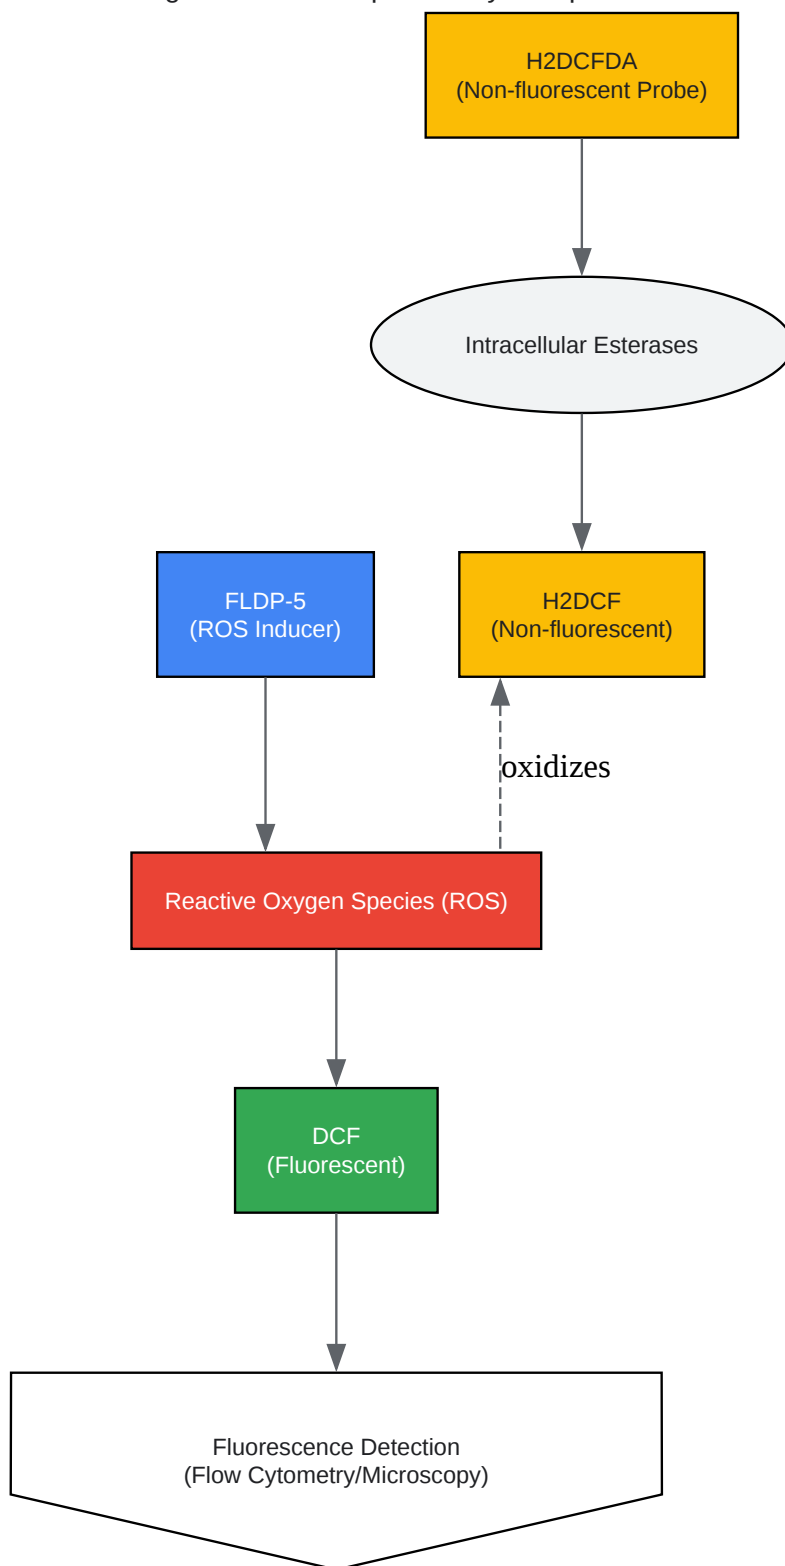 H2DCFDA
(Non-fluorescent Probe)
Intracellular Esterases
FLDP-5
(ROS Inducer)
H2DCF
(Non-fluorescent)
oxidizes
Reactive Oxygen Species (ROS)
DCF
(Fluorescent)
Fluorescence Detection
(Flow Cytometry/Microscopy)